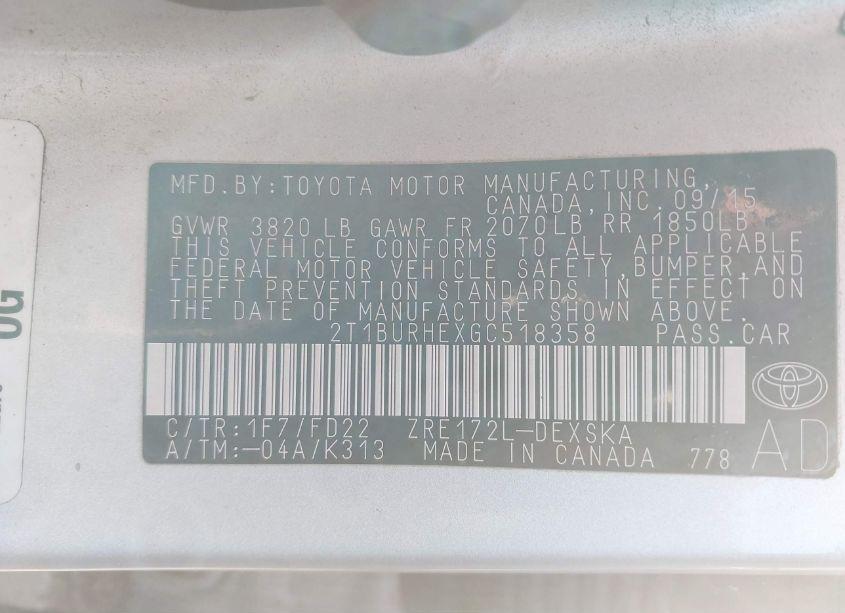 MFD.BY:TOYOTA MOTOR MANUFACTURING,
CANADA,INC.09/15
GVWR 3820 LB GAWR FR 2070LB RR 1850LB
THIS VEHICLE CONFORMS TO ALL APPLICABLE
FEDERAL MOTOR VEHICLE SAFETY,BUMPER,AND
THEFT PREVENTION STANDARDS IN EFFECT ON
THE DATE OF MANUFACTURE SHOWN ABOVE.
2T1BURHEXGC518358 PASS.CAR
C/TR:1F7/FD22 ZRE172L-DEXSKA
A/TM:-04A/K313 MADE IN CANADA 778
AD